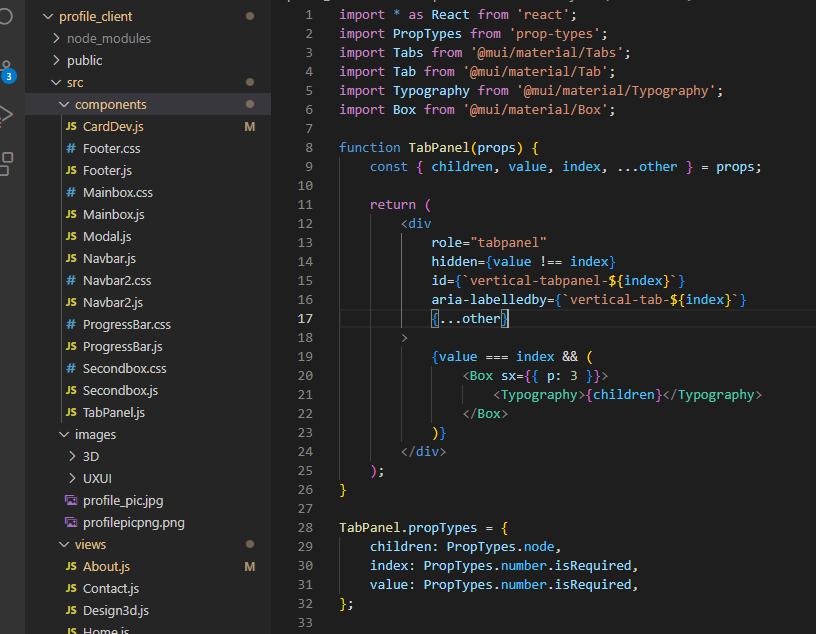 profile_client
node_modules
public
src
components
JS CardDev.js M
# Footer.css
JS Footer.js
# Mainbox.css
JS Mainbox.js
JS Modal.js
JS Navbar.js
# Navbar2.css
JS Navbar2.js
# ProgressBar.css
JS ProgressBar.js
# Secondbox.css
JS Secondbox.js
JS TabPanel.js
images
3D
UXUI
profile_pic.jpg
profilepicpng.png
views
JS About.js M
JS Contact.js
JS Design3d.js
JS Home.js
3
1 import * as React from 'react';
2 import PropTypes from 'prop-types';
3 import Tabs from '@mui/material/Tabs';
4 import Tab from '@mui/material/Tab';
5 import Typography from '@mui/material/Typography';
6 import Box from '@mui/material/Box';
7
8 function TabPanel(props) {
9 const { children, value, index, ...other } = props;
10
11 return (
12 <div
13 role="tabpanel"
14 hidden={value !== index}
15 id={`vertical-tabpanel-${index}`}
16 aria-labelledby={`vertical-tab-${index}`}
17 {...other}
18 >
19 {value === index && (
20 <Box sx={{ p: 3 }}>
21 <Typography>{children}</Typography>
22 </Box>
23 )}
24 </div>
25 );
26 }
27
28 TabPanel.propTypes = {
29 children: PropTypes.node,
30 index: PropTypes.number.isRequired,
31 value: PropTypes.number.isRequired,
32 };
33